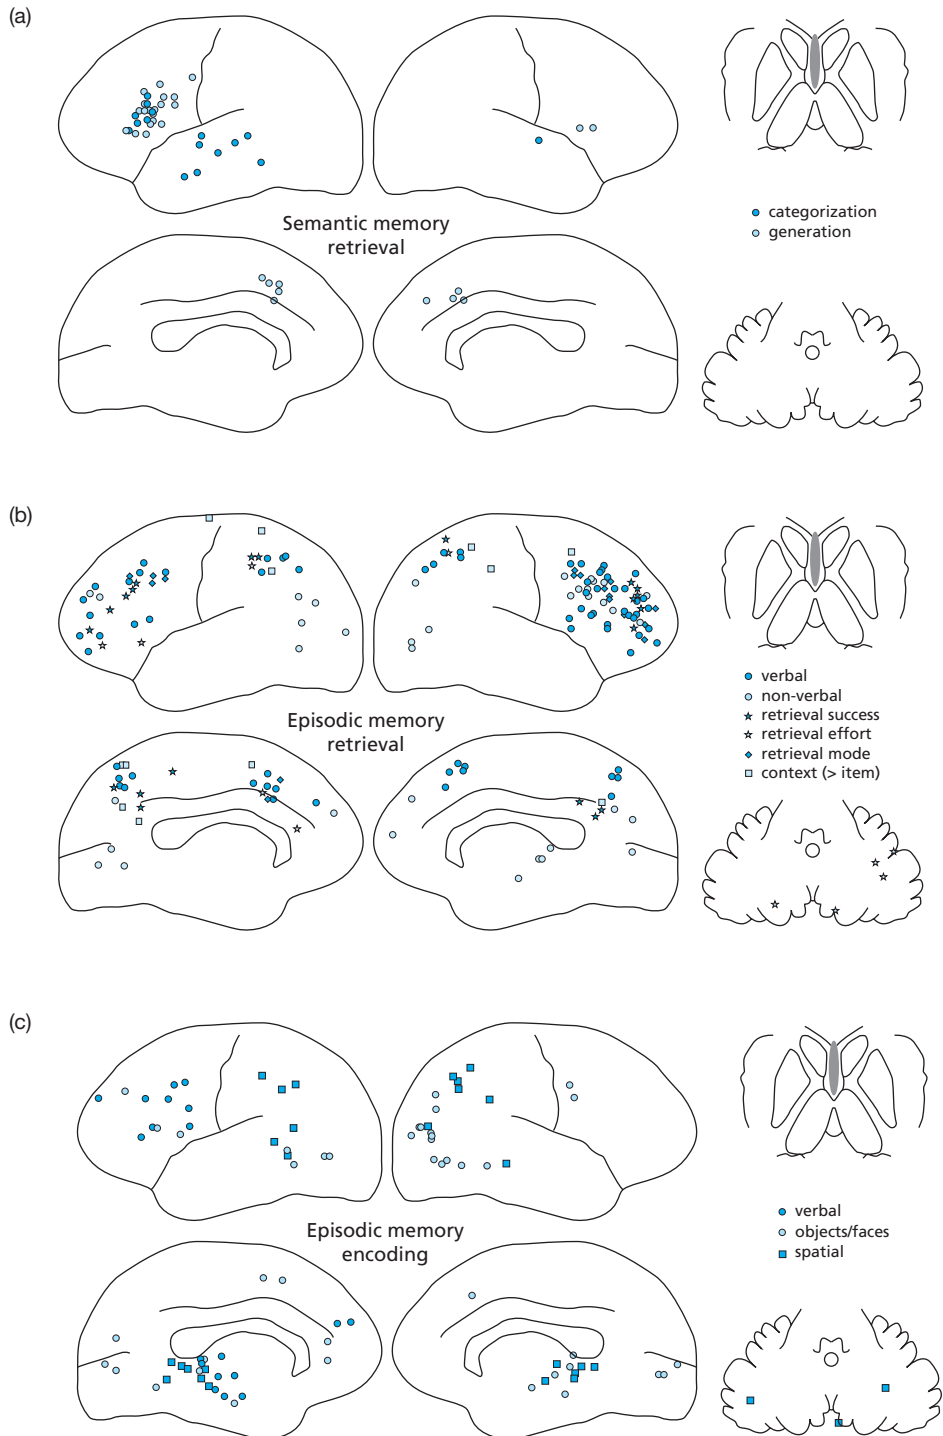 (a)
Semantic memory
retrieval
categorization
generation
(b)
Episodic memory
retrieval
verbal
non-verbal
retrieval success
retrieval effort
retrieval mode
context (> item)
(c)
Episodic memory
encoding
verbal
objects/faces
spatial